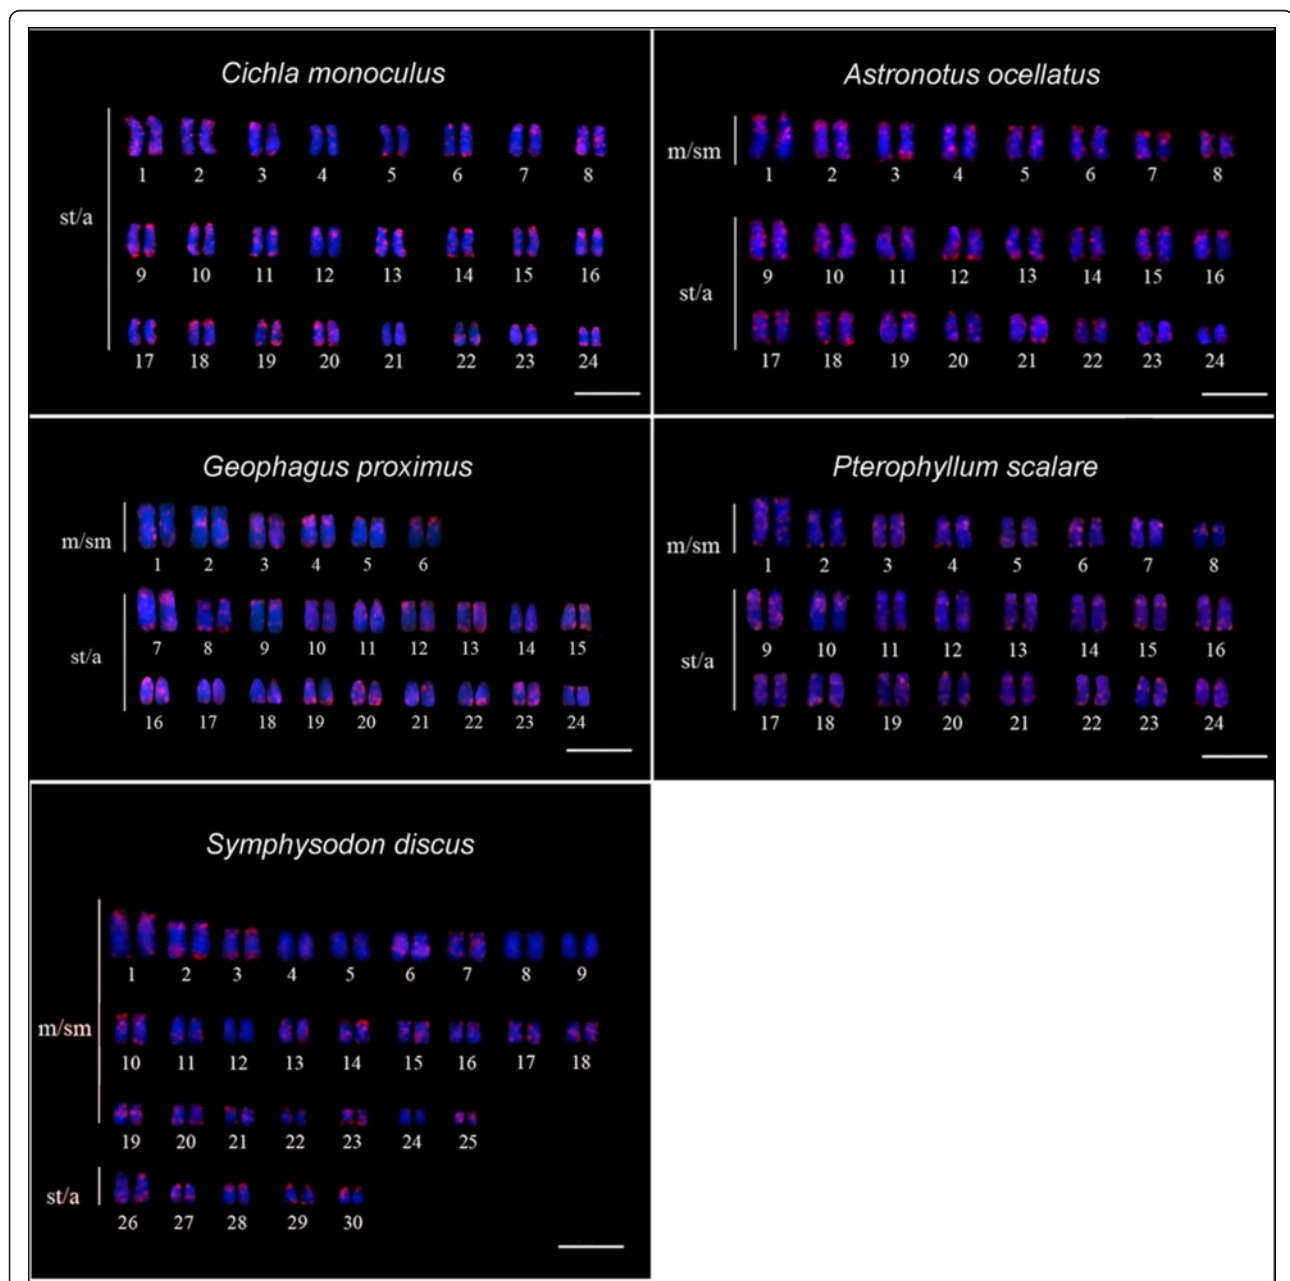 Cichla monoculus
1 2 3 4 5 6 7 8
st/a
9 10 11 12 13 14 15 16
17 18 19 20 21 22 23 24
Astronotus ocellatus
m/sm
1 2 3 4 5 6 7 8
9 10 11 12 13 14 15 16
st/a
17 18 19 20 21 22 23 24
Geophagus proximus
m/sm
1 2 3 4 5 6
st/a
7 8 9 10 11 12 13 14 15
16 17 18 19 20 21 22 23 24
Pterophyllum scalare
m/sm
1 2 3 4 5 6 7 8
9 10 11 12 13 14 15 16
st/a
17 18 19 20 21 22 23 24
Symphysodon discus
1 2 3 4 5 6 7 8 9
m/sm
10 11 12 13 14 15 16 17 18
19 20 21 22 23 24 25
st/a
26 27 28 29 30